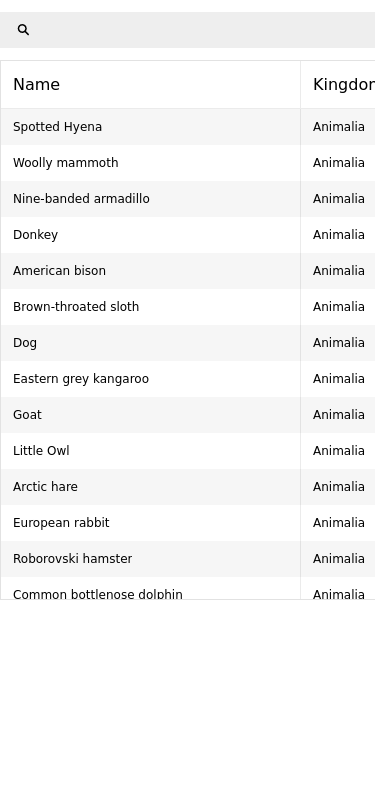 Name Kingdom
Spotted Hyena Animalia
Woolly mammoth Animalia
Nine-banded armadillo Animalia
Donkey Animalia
American bison Animalia
Brown-throated sloth Animalia
Dog Animalia
Eastern grey kangaroo Animalia
Goat Animalia
Little Owl Animalia
Arctic hare Animalia
European rabbit Animalia
Roborovski hamster Animalia
Common bottlenose dolphin Animalia